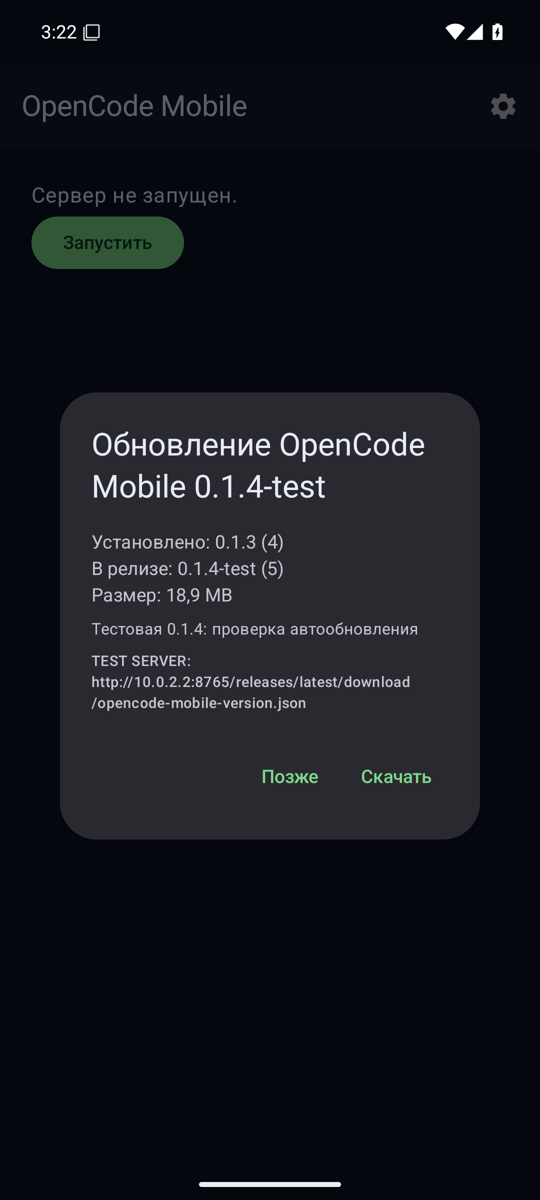 3:22
OpenCode Mobile
Сервер не запущен.
Запустить
Обновление OpenCode
Mobile 0.1.4-test
Установлено: 0.1.3 (4)
В релизе: 0.1.4-test (5)
Размер: 18,9 MB
Тестовая 0.1.4: проверка автообновления
TEST SERVER:
http://10.0.2.2:8765/releases/latest/download
/opencode-mobile-version.json
Позже Скачать